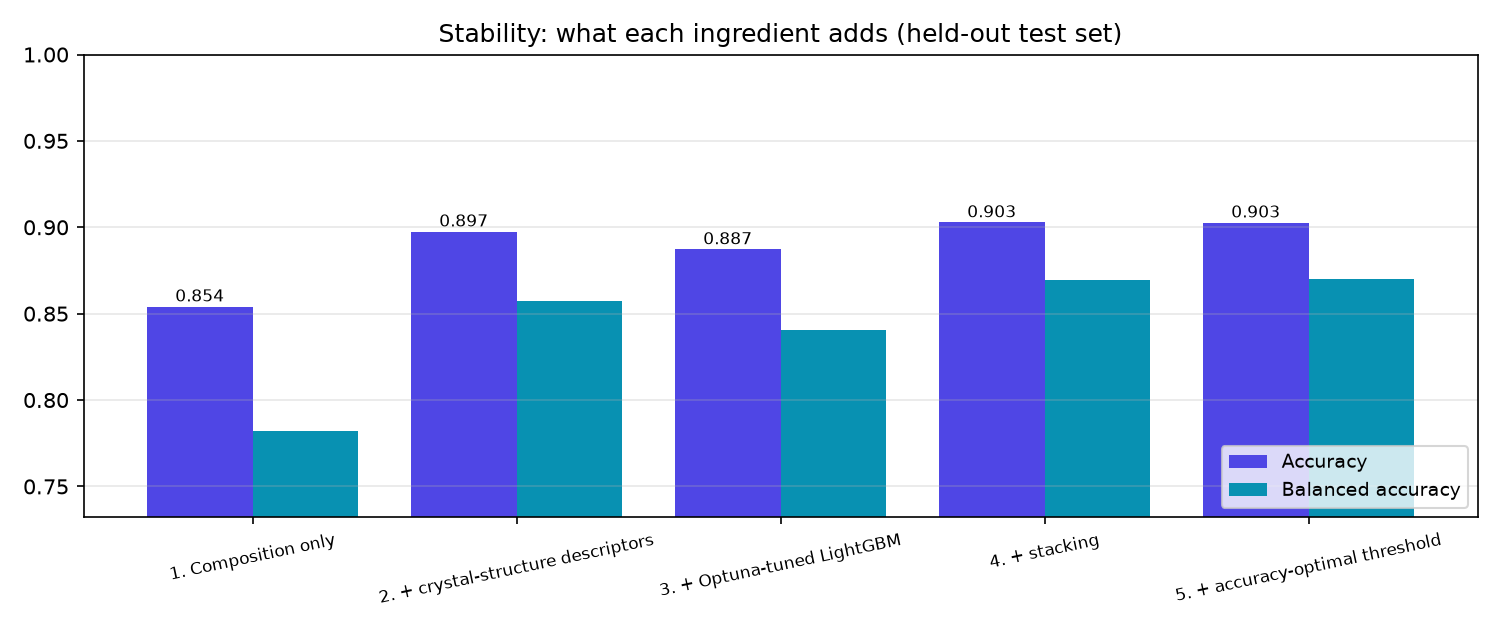 Stability: what each ingredient adds (held-out test set)
1.00
0.95
0.90
0.85
0.80
0.75
0.854
0.897
0.887
0.903
0.903
Accuracy
Balanced accuracy
1. Composition only
2. + crystal-structure descriptors
3. + Optuna-tuned LightGBM
4. + stacking
5. + accuracy-optimal threshold